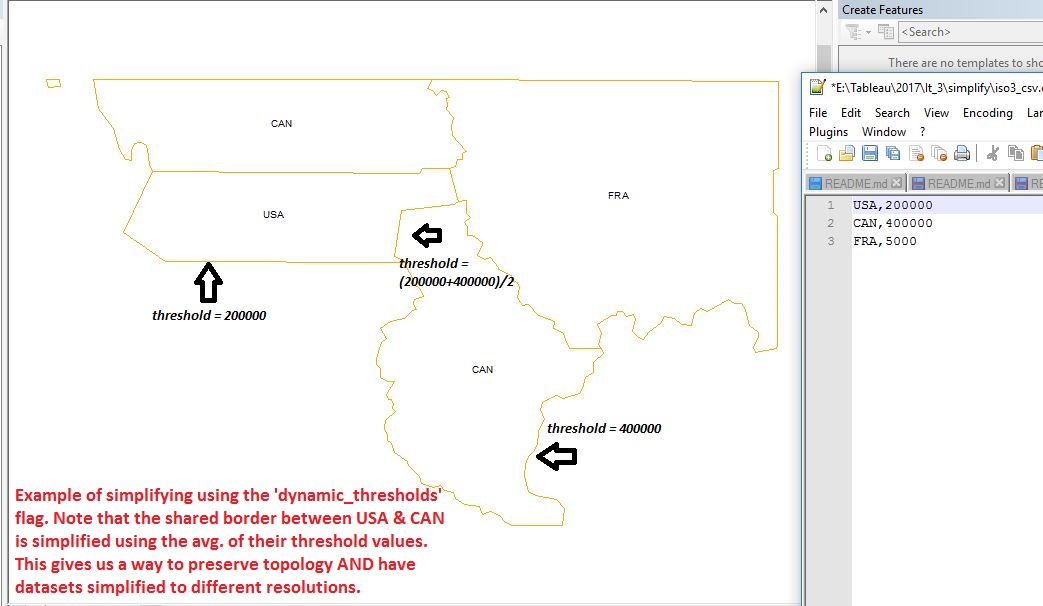 Create Features
<Search>
There are no templates to sho
*E:\Tableau\2017\lt_3\simplify\iso3_csv.
File Edit Search View Encoding Lan
Plugins Window ?
README.md README.md RE
1 USA,200000
2 CAN,400000
3 FRA,5000
CAN
FRA
USA
threshold =
(200000+400000)/2
threshold = 200000
CAN
threshold = 400000
Example of simplifying using the 'dynamic_thresholds'
flag. Note that the shared border between USA & CAN
is simplified using the avg. of their threshold values.
This gives us a way to preserve topology AND have
datasets simplified to different resolutions.